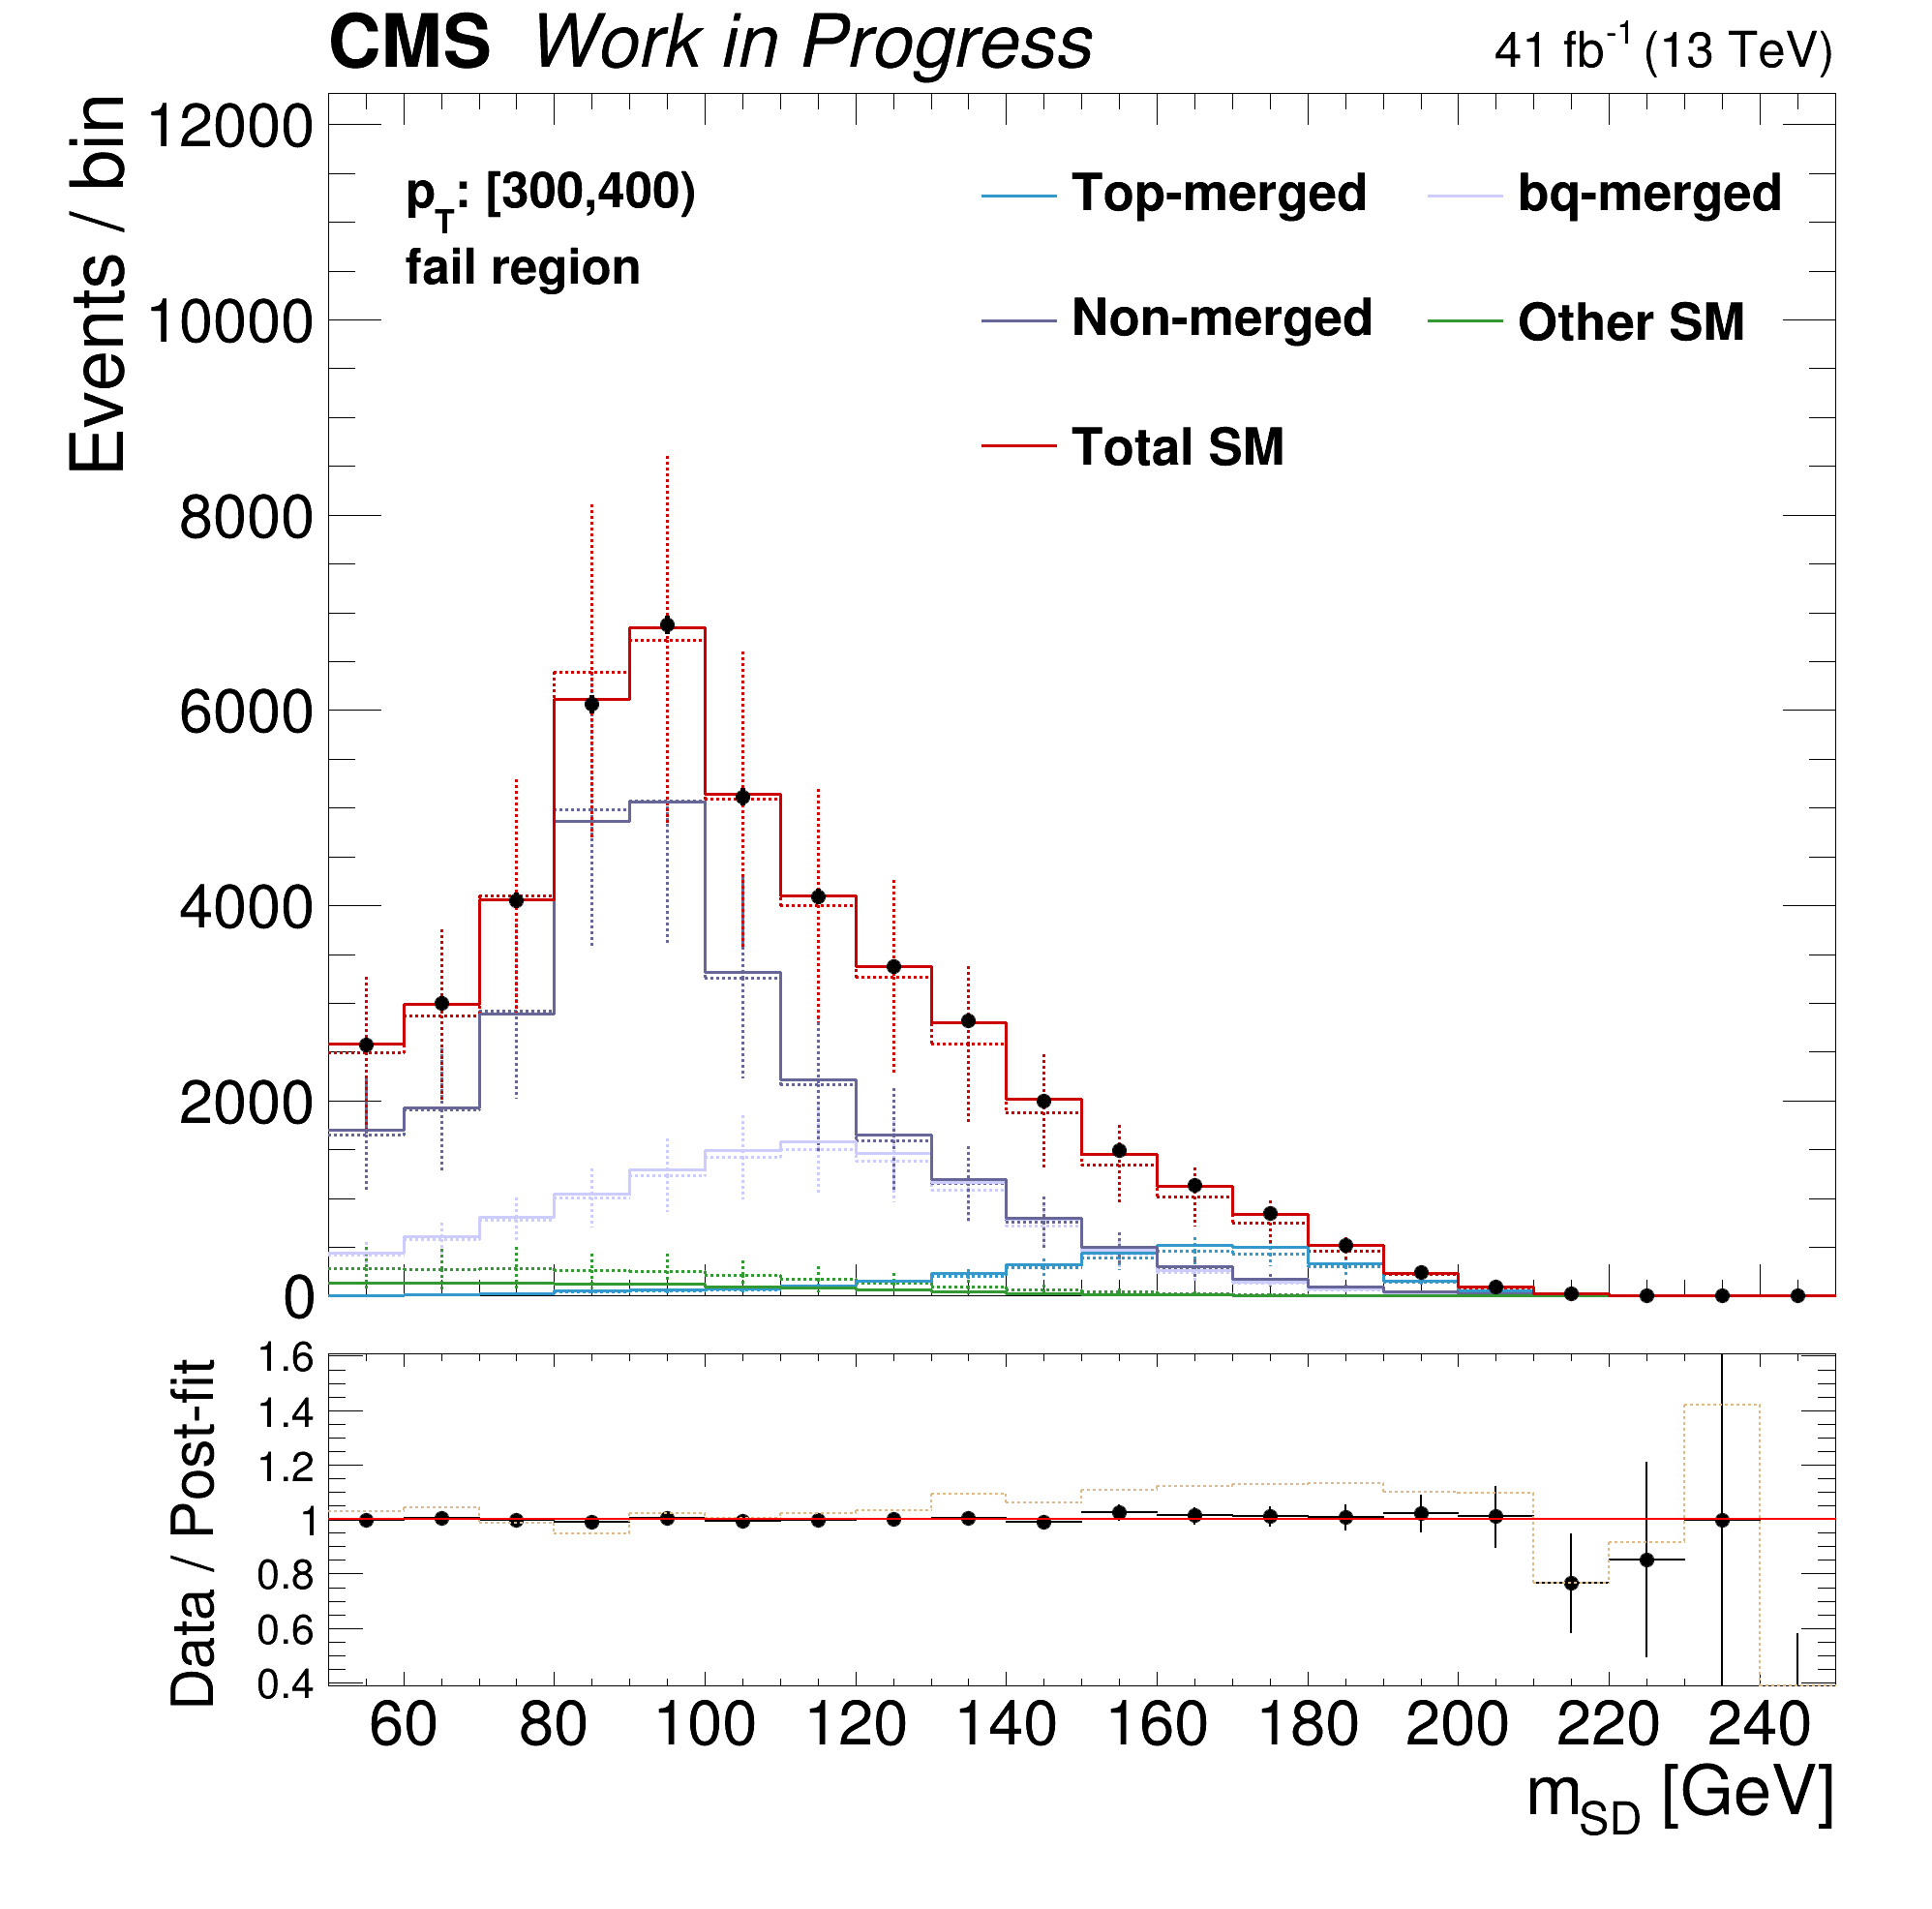 CMS Work in Progress
41 fb-1 (13 TeV)
Events / bin
12000
10000
8000
6000
4000
2000
0
pT: [300,400)
fail region
Top-merged
bq-merged
Non-merged
Other SM
Total SM
Data / Post-fit
1.6
1.4
1.2
1
0.8
0.6
0.4
60 80 100 120 140 160 180 200 220 240
mSD [GeV]